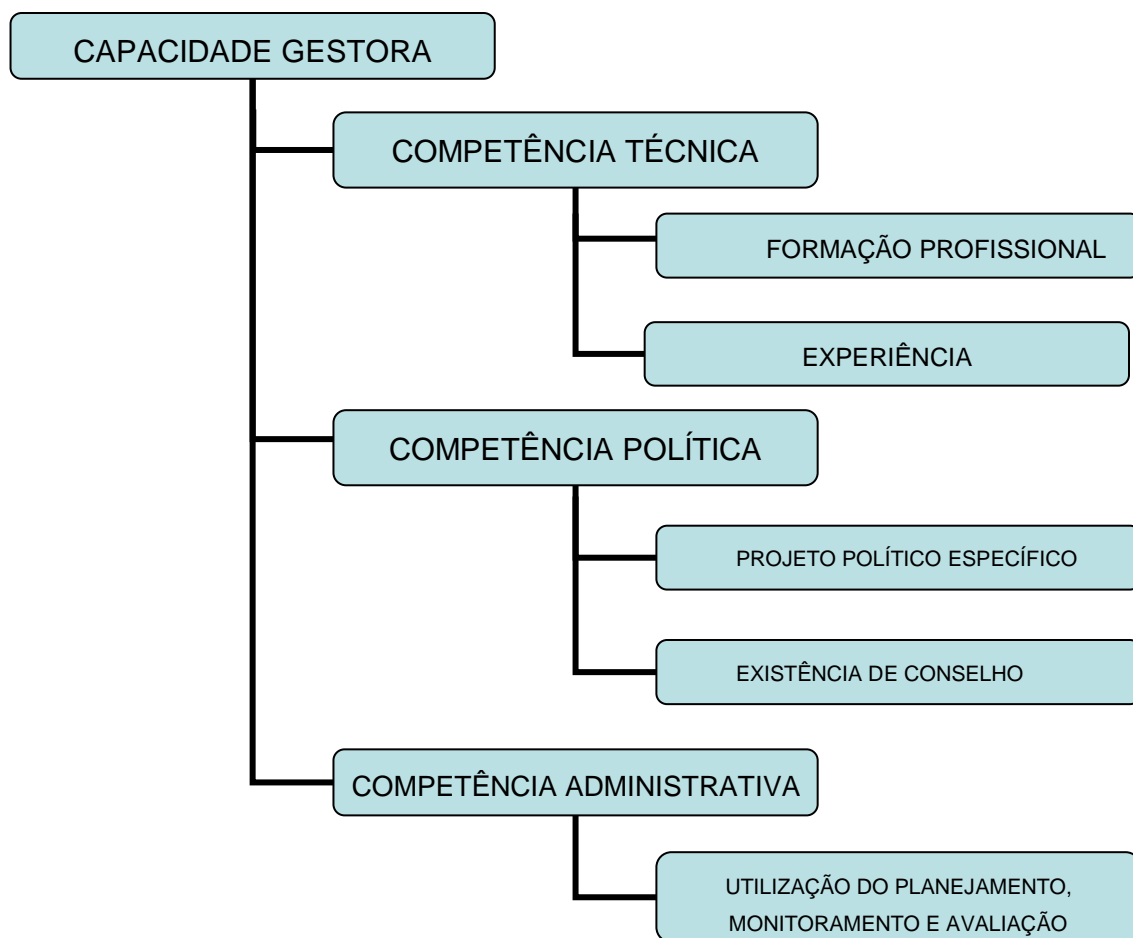 CAPACIDADE GESTORA
COMPETÊNCIA TÉCNICA
FORMAÇÃO PROFISSIONAL
EXPERIÊNCIA
COMPETÊNCIA POLÍTICA
PROJETO POLÍTICO ESPECÍFICO
EXISTÊNCIA DE CONSELHO
COMPETÊNCIA ADMINISTRATIVA
UTILIZAÇÃO DO PLANEJAMENTO,
MONITORAMENTO E AVALIAÇÃO